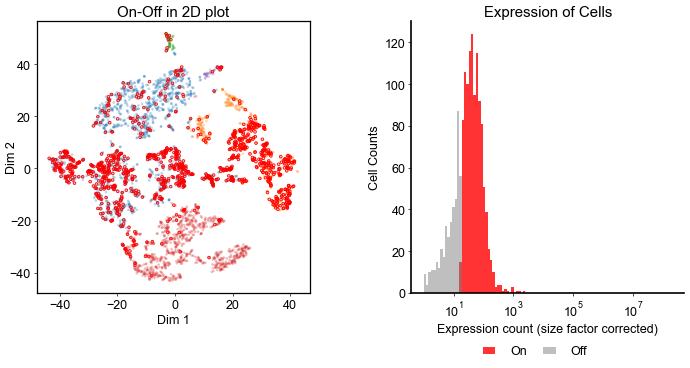 On-Off in 2D plot
Dim 2
40
20
0
−20
−40
−40 −20 0 20 40
Dim 1
Expression of Cells
Cell Counts
120
100
80
60
40
20
0
10^1 10^3 10^5 10^7
Expression count (size factor corrected)
On Off